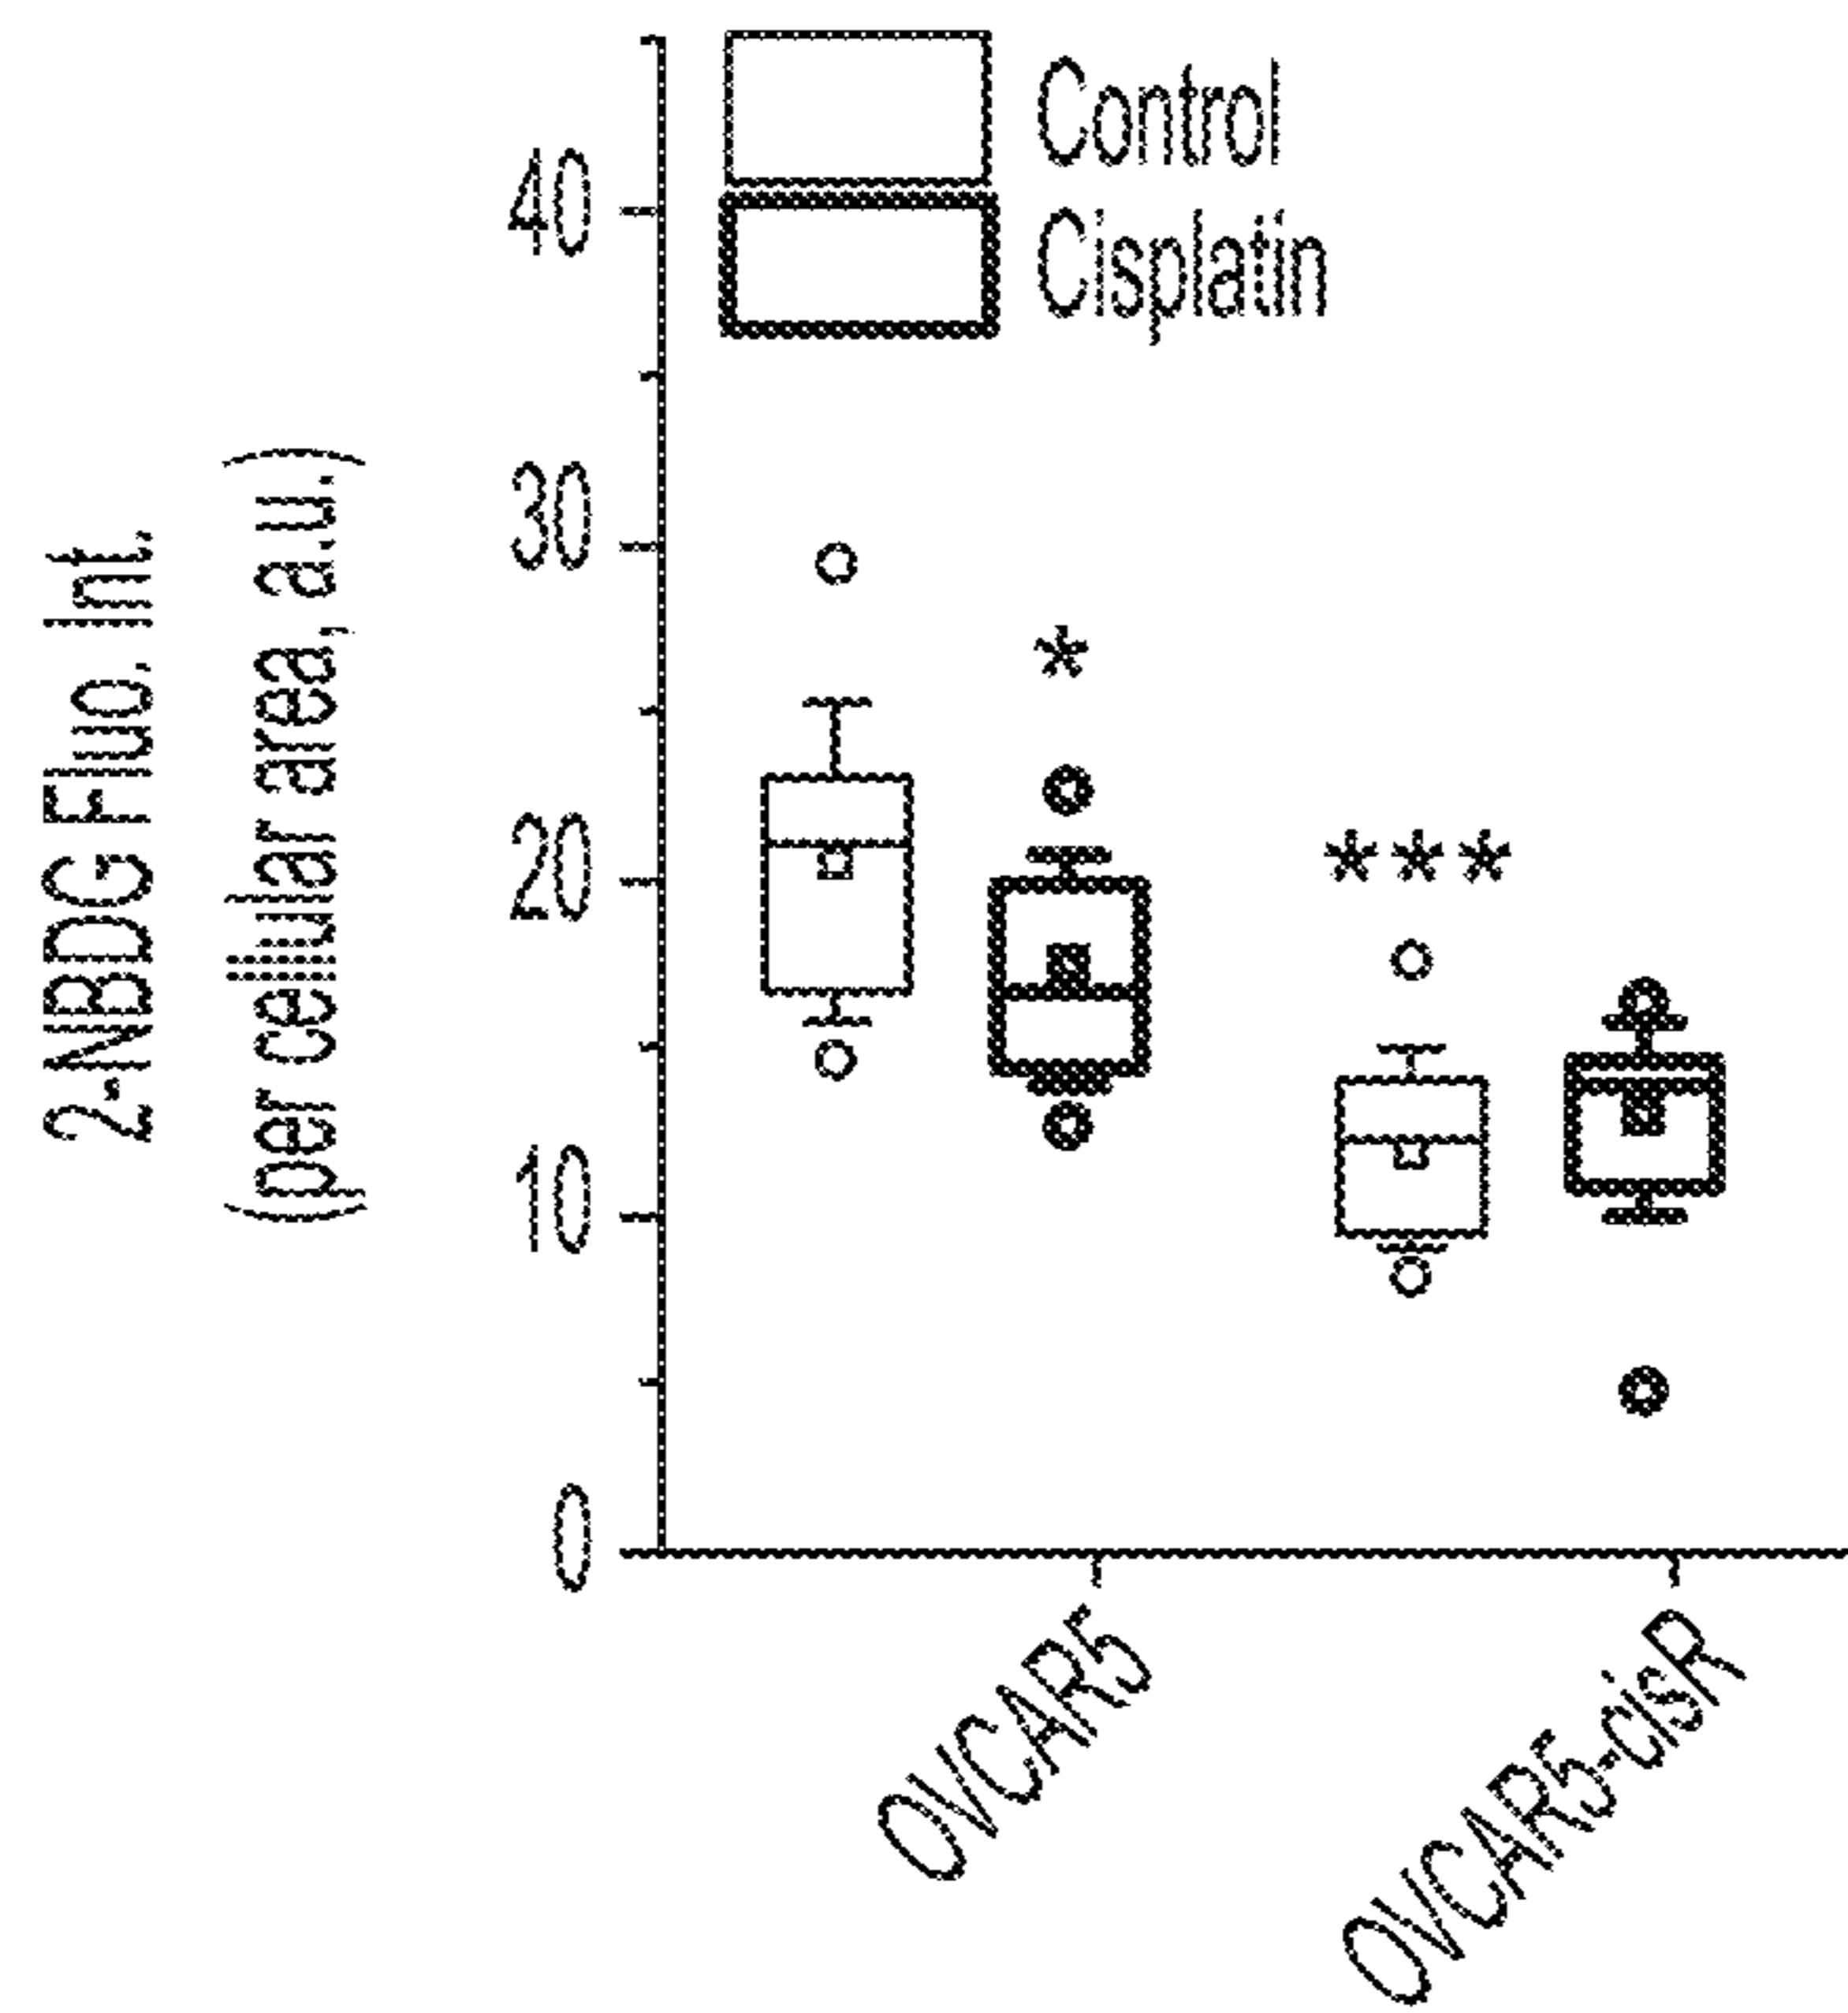 2-NBDG Fluo. Int.
(per cellular area, a.u.)
40
30
20
10
0
Control
Cisplatin
*
***
OVCAR5
OVCAR5-cisR